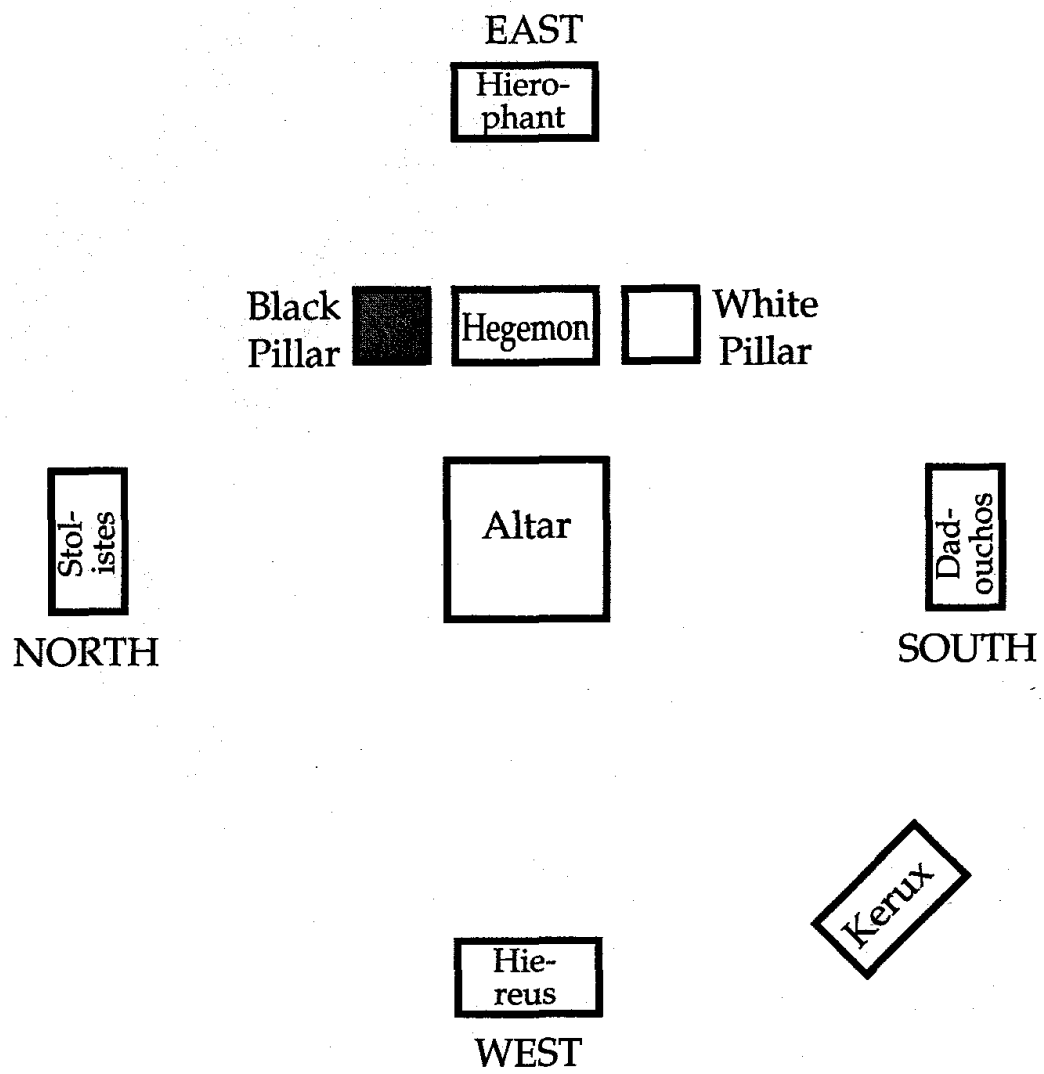 EAST
Hiero-
phant
Black
Pillar
Hegemon
White
Pillar
Stol-
istes
NORTH
Altar
Dad-
ouchos
SOUTH
Kerux
Hie-
reus
WEST